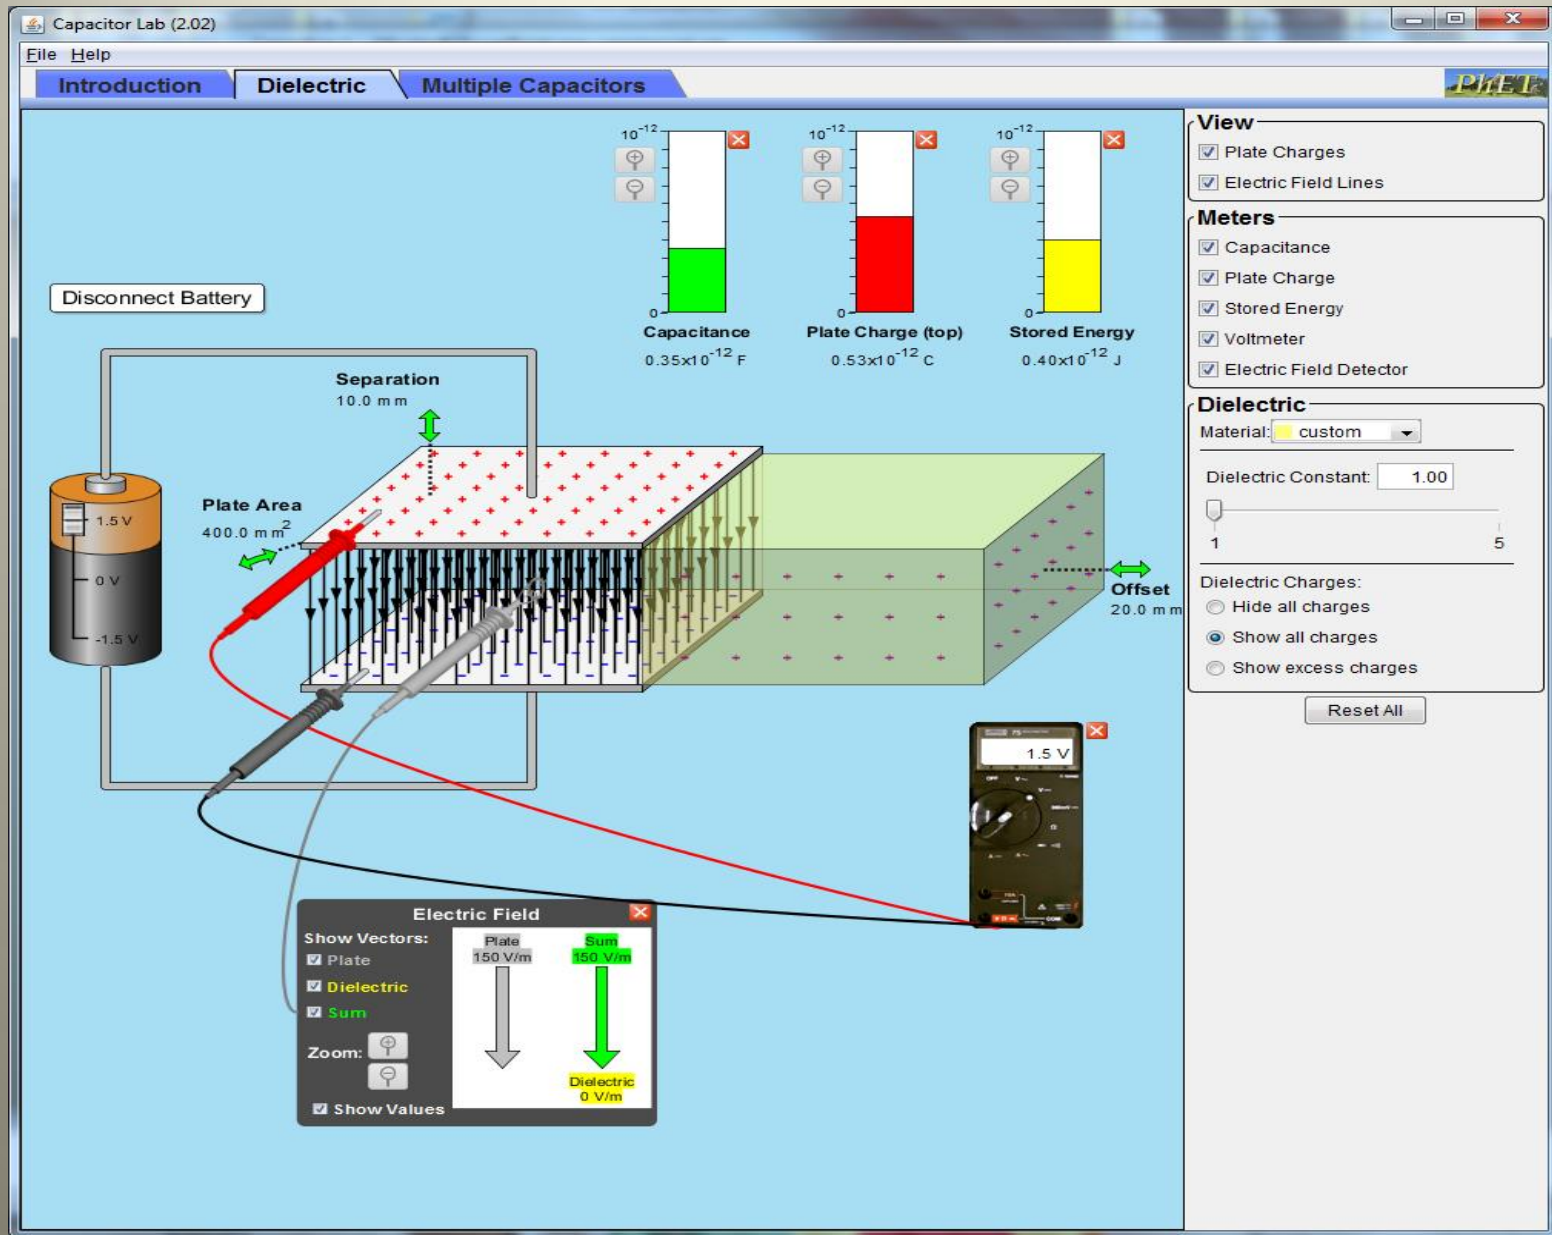 Capacitor Lab (2.02)
File Help
Introduction Dielectric Multiple Capacitors
PhET
10-12
0
Capacitance
0.35x10-12 F
10-12
0
Plate Charge (top)
0.53x10-12 C
10-12
0
Stored Energy
0.40x10-12 J
Disconnect Battery
Separation
10.0 mm
Plate Area
400.0 mm2
1.5 V
0 V
-1.5 V
Offset
20.0 mm
1.5 V
OFF
COM
Electric Field
Show Vectors:
Plate
Dielectric
Sum
Zoom:
Show Values
Plate
150 V/m
Sum
150 V/m
Dielectric
0 V/m
View
Plate Charges
Electric Field Lines
Meters
Capacitance
Plate Charge
Stored Energy
Voltmeter
Electric Field Detector
Dielectric
Material: custom
Dielectric Constant: 1.00
1 5
Dielectric Charges:
Hide all charges
Show all charges
Show excess charges
Reset All